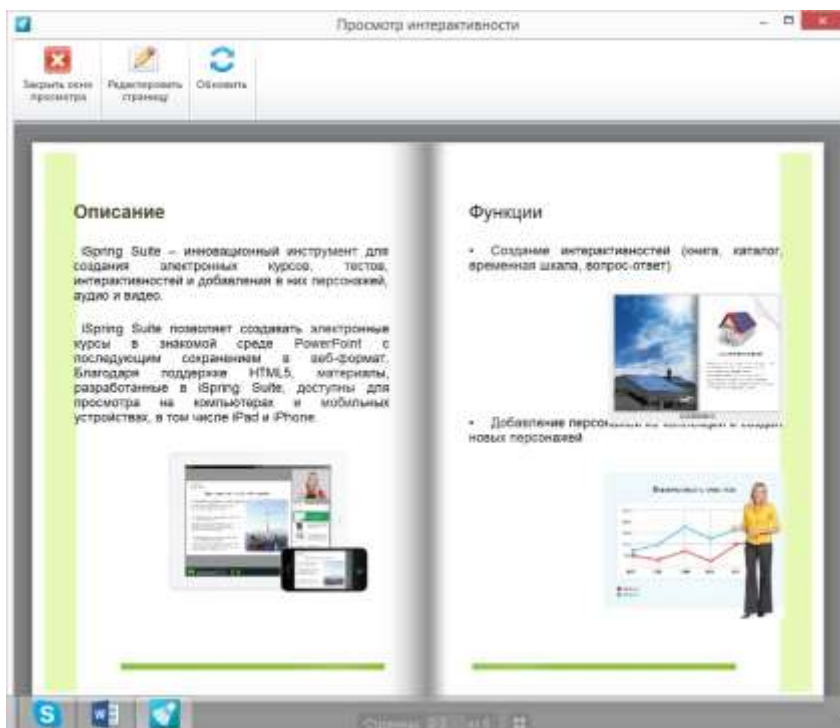 Просмотр интерактивности
Закрыть окно
просмотра
Редактировать
страницу
Обновить
Описание
iSpring Suite – инновационный инструмент для
создания электронных курсов, тестов,
интерактивностей и добавления в них персонажей,
аудио и видео.
iSpring Suite позволяет создавать электронные
курсы в знакомой среде PowerPoint с
последующим сохранением в веб-формат.
Благодаря поддержке HTML5, материалы,
разработанные в iSpring Suite, доступны для
просмотра на компьютерах и мобильных
устройствах, в том числе iPad и iPhone.
Функции
• Создание интерактивностей (книга, каталог,
временная шкала, вопрос-ответ)
• Добавление
новых персонажей